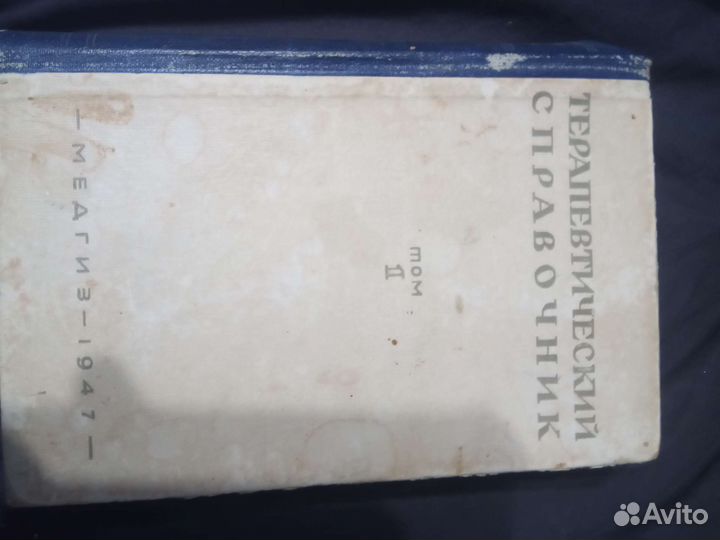 ТЕРАПЕВТИЧЕСКИЙ
СПРАВОЧНИК
ТОМ
II
— МЕДГИЗ — 1947 —
Avito